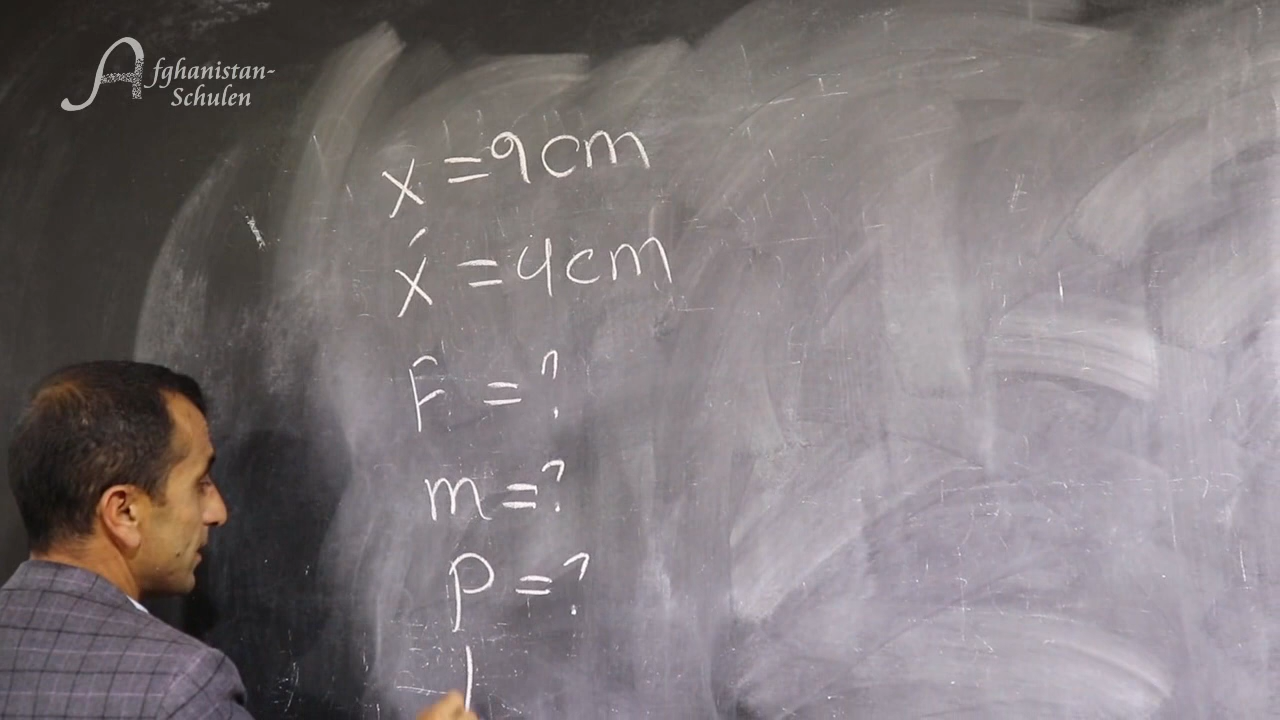 Afghanistan-
Schulen
x = 9cm
x́ = 4cm
F = ?
m = ?
p = ?